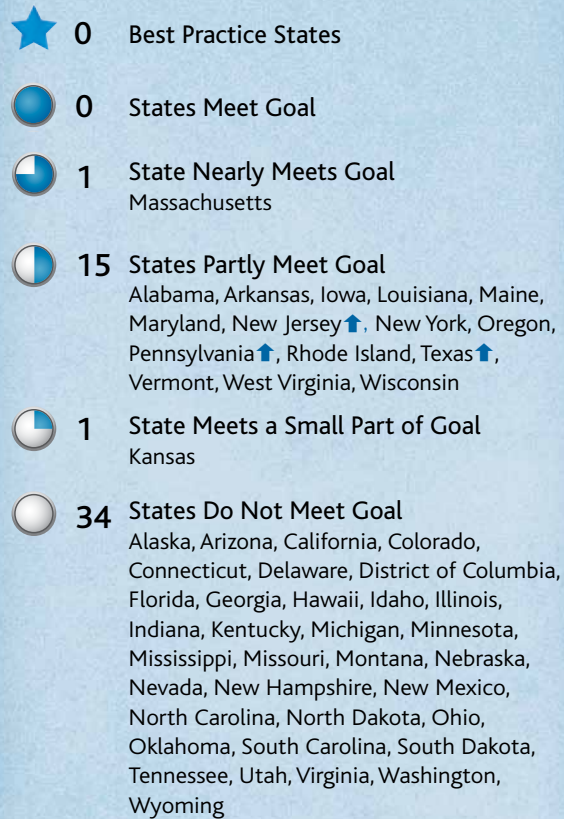 0 Best Practice States
0 States Meet Goal
1 State Nearly Meets Goal
Massachusetts
15 States Partly Meet Goal
Alabama, Arkansas, Iowa, Louisiana, Maine,
Maryland, New Jersey⬆, New York, Oregon,
Pennsylvania⬆, Rhode Island, Texas⬆,
Vermont, West Virginia, Wisconsin
1 State Meets a Small Part of Goal
Kansas
34 States Do Not Meet Goal
Alaska, Arizona, California, Colorado,
Connecticut, Delaware, District of Columbia,
Florida, Georgia, Hawaii, Idaho, Illinois,
Indiana, Kentucky, Michigan, Minnesota,
Mississippi, Missouri, Montana, Nebraska,
Nevada, New Hampshire, New Mexico,
North Carolina, North Dakota, Ohio,
Oklahoma, South Carolina, South Dakota,
Tennessee, Utah, Virginia, Washington,
Wyoming